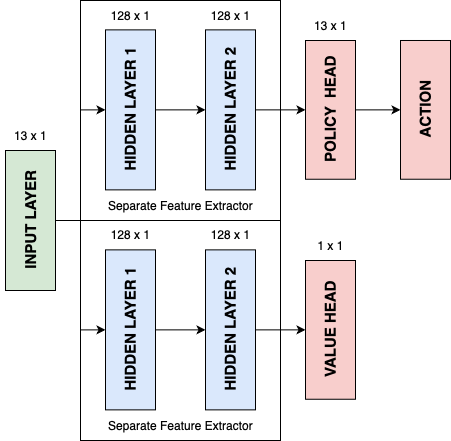 128 x 1
128 x 1
13 x 1
HIDDEN LAYER 1
HIDDEN LAYER 2
POLICY HEAD
ACTION
13 x 1
INPUT LAYER
Separate Feature Extractor
128 x 1
128 x 1
1 x 1
HIDDEN LAYER 1
HIDDEN LAYER 2
VALUE HEAD
Separate Feature Extractor